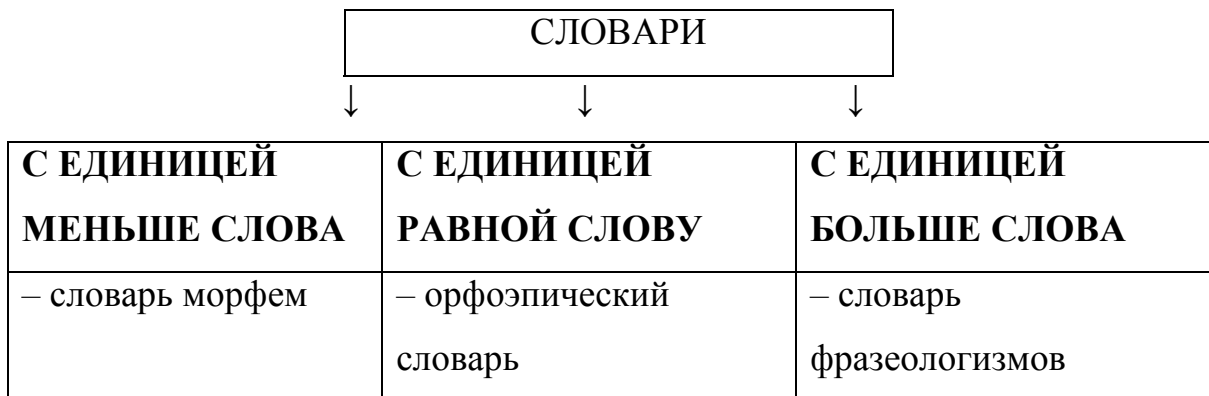 СЛОВАРИ
↓ ↓ ↓
С ЕДИНИЦЕЙ
МЕНЬШЕ СЛОВА
С ЕДИНИЦЕЙ
РАВНОЙ СЛОВУ
С ЕДИНИЦЕЙ
БОЛЬШЕ СЛОВА
– словарь морфем
– орфоэпический
словарь
– словарь
фразеологизмов